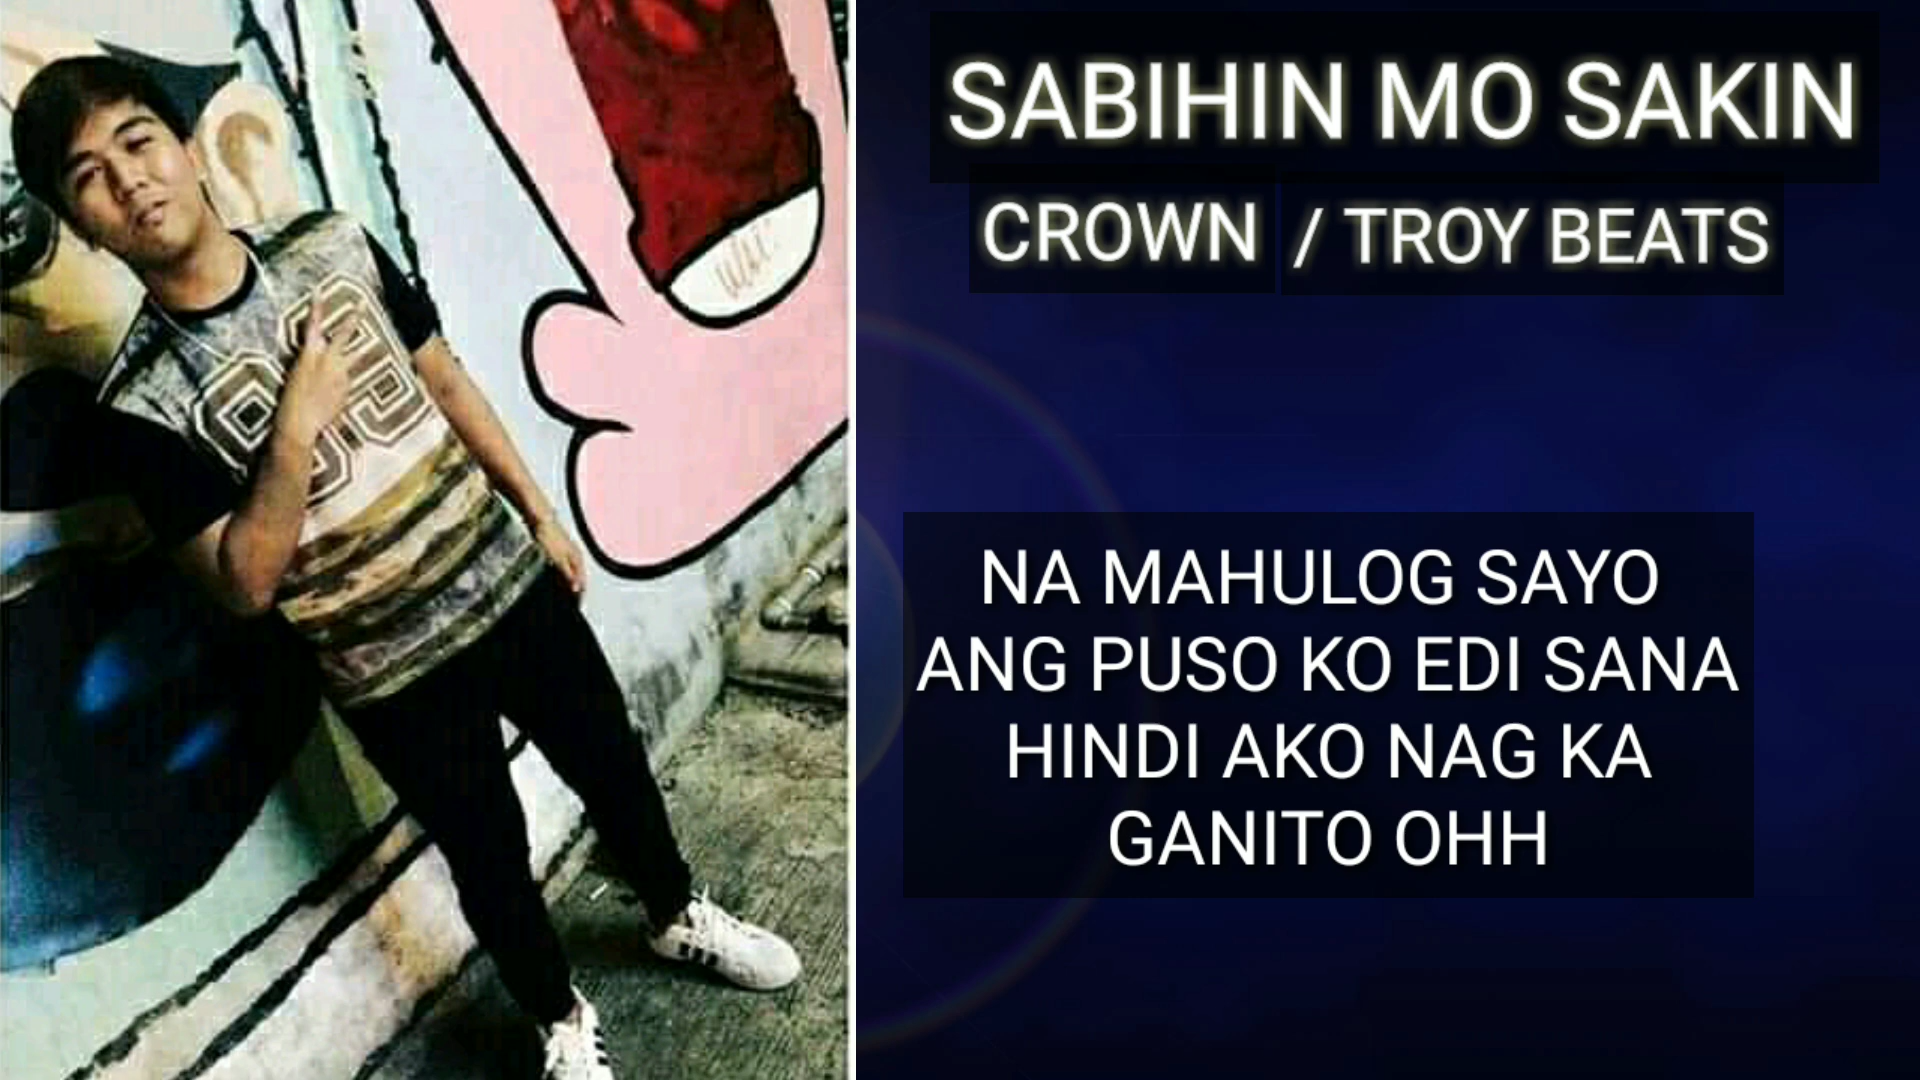 SABIHIN MO SAKIN
CROWN / TROY BEATS
NA MAHULOG SAYO
ANG PUSO KO EDI SANA
HINDI AKO NAG KA
GANITO OHH